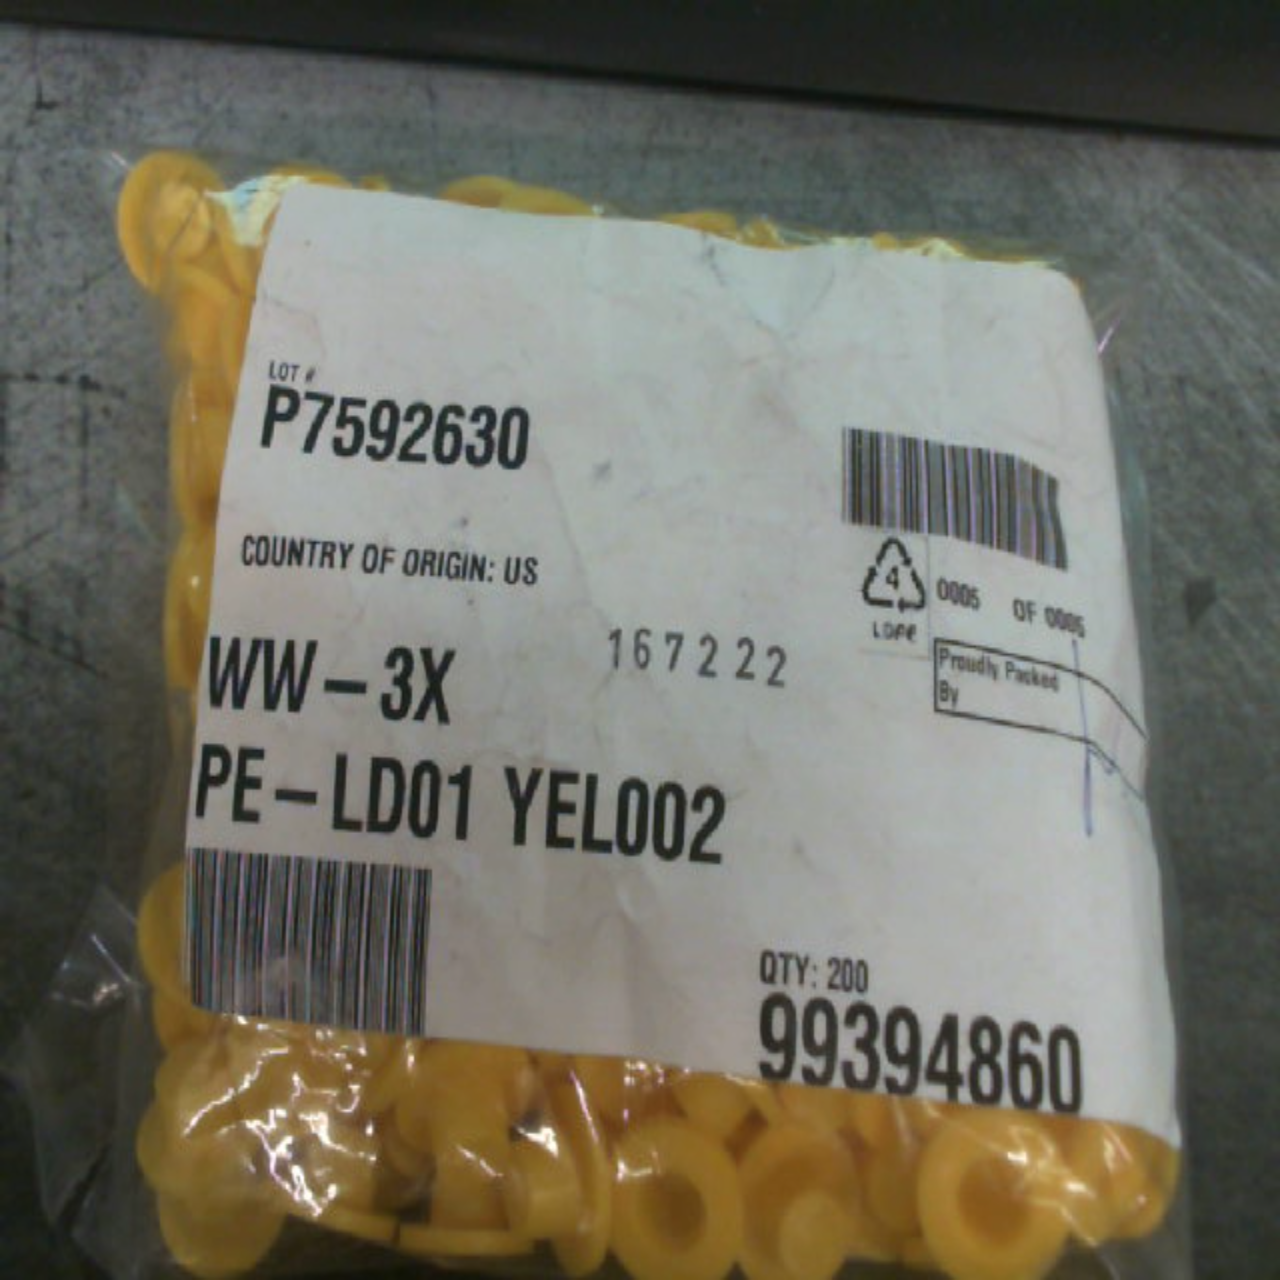 LOT #
P7592630
COUNTRY OF ORIGIN: US
4
LDPE
0005 OF 0005
WW-3X
167222
Proudly Packed
By
PE-LD01 YEL002
QTY: 200
99394860